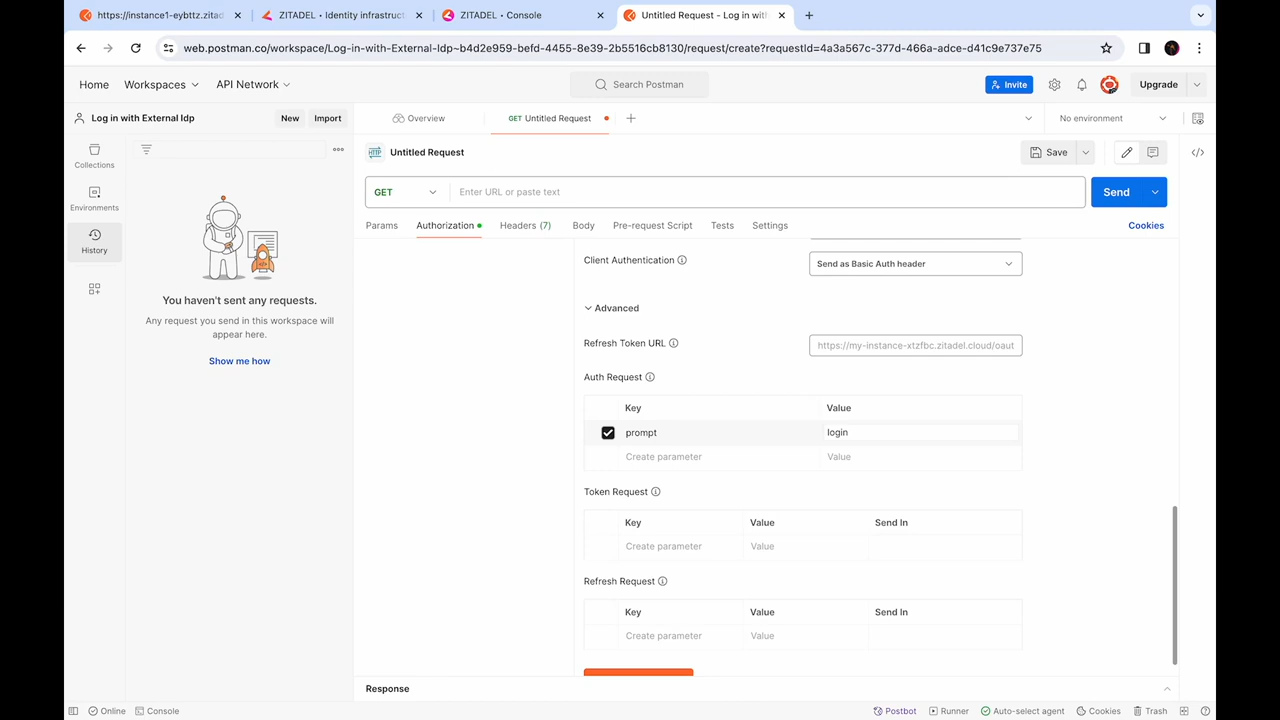 https://instance1-eybttz.zitad
ZITADEL • Identity infrastruct
ZITADEL • Console
Untitled Request - Log in with
web.postman.co/workspace/Log-in-with-External-Idp~b4d2e959-befd-4455-8e39-2b5516cb8130/request/create?requestId=4a3a567c-377d-466a-adce-d41c9e737e75
Home
Workspaces
API Network
Search Postman
Invite
Upgrade
Log in with External Idp
New
Import
Overview
GET Untitled Request
No environment
Collections
Environments
History
You haven't sent any requests.
Any request you send in this workspace will
appear here.
Show me how
HTTP
Untitled Request
Save
GET
Enter URL or paste text
Send
Params
Authorization
Headers (7)
Body
Pre-request Script
Tests
Settings
Cookies
Client Authentication
Send as Basic Auth header
Advanced
Refresh Token URL
https://my-instance-xtzfbc.zitadel.cloud/oaut
Auth Request
Key
Value
prompt
login
Create parameter
Value
Token Request
Key
Value
Send In
Create parameter
Value
Refresh Request
Key
Value
Send In
Create parameter
Value
Response
Online
Console
Postbot
Runner
Auto-select agent
Cookies
Trash